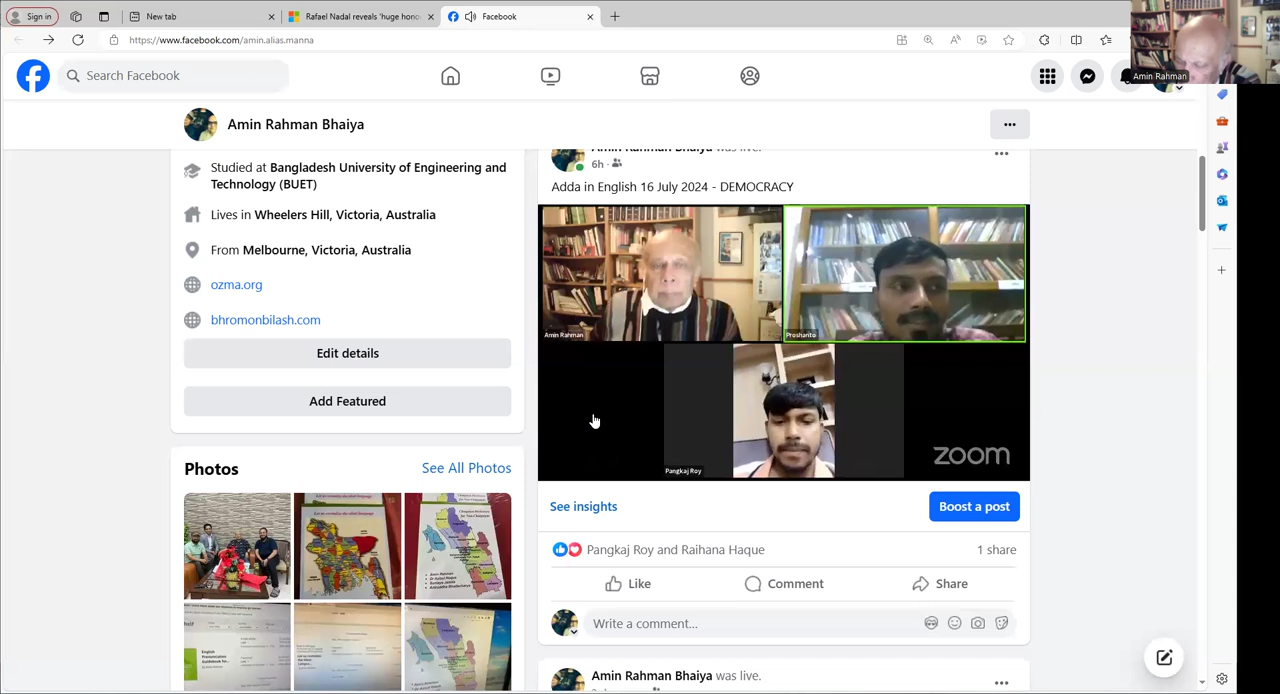 Sign in
New tab
Rafael Nadal reveals 'huge hono
Facebook
https://www.facebook.com/amin.alias.manna
Search Facebook
Amin Rahman
Amin Rahman Bhaiya
Studied at Bangladesh University of Engineering and
Technology (BUET)
Lives in Wheelers Hill, Victoria, Australia
From Melbourne, Victoria, Australia
ozma.org
bhromonbilash.com
Edit details
Add Featured
Photos
See All Photos
Amin Rahman Bhaiya was live.
6h
Adda in English 16 July 2024 - DEMOCRACY
Amin Rahman
Proshanto
Pangkaj Roy
zoom
See insights
Boost a post
Pangkaj Roy and Raihana Haque
1 share
Like
Comment
Share
Write a comment...
Amin Rahman Bhaiya was live.